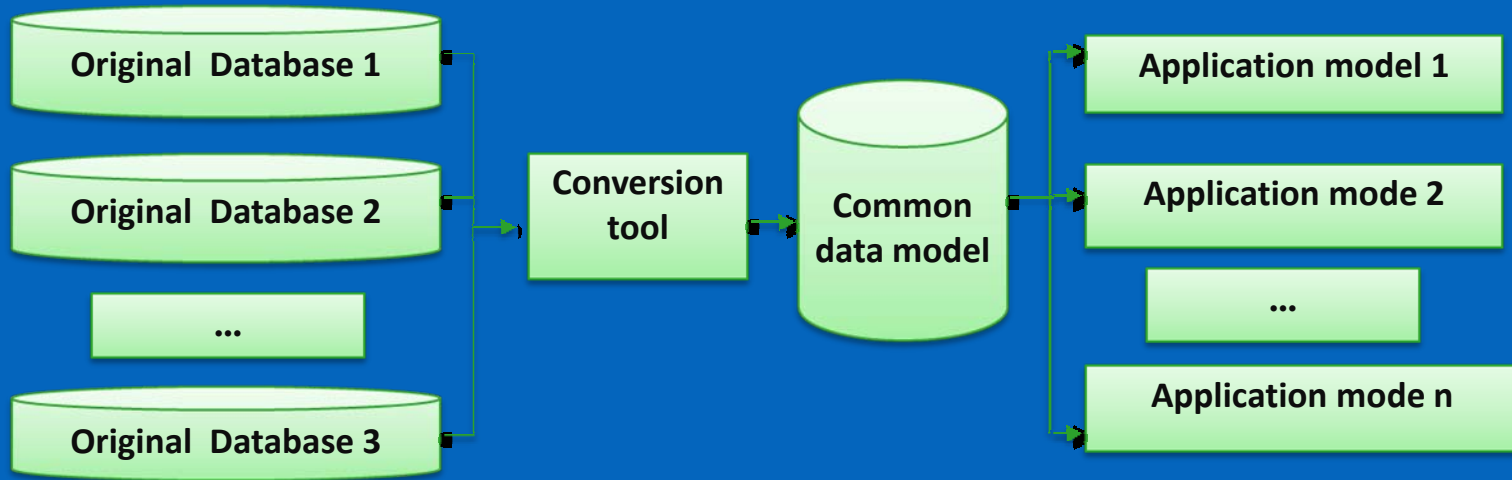 Original Database 1
Original Database 2
...
Original Database 3
Conversion
tool
Common
data model
Application model 1
Application mode 2
...
Application mode n